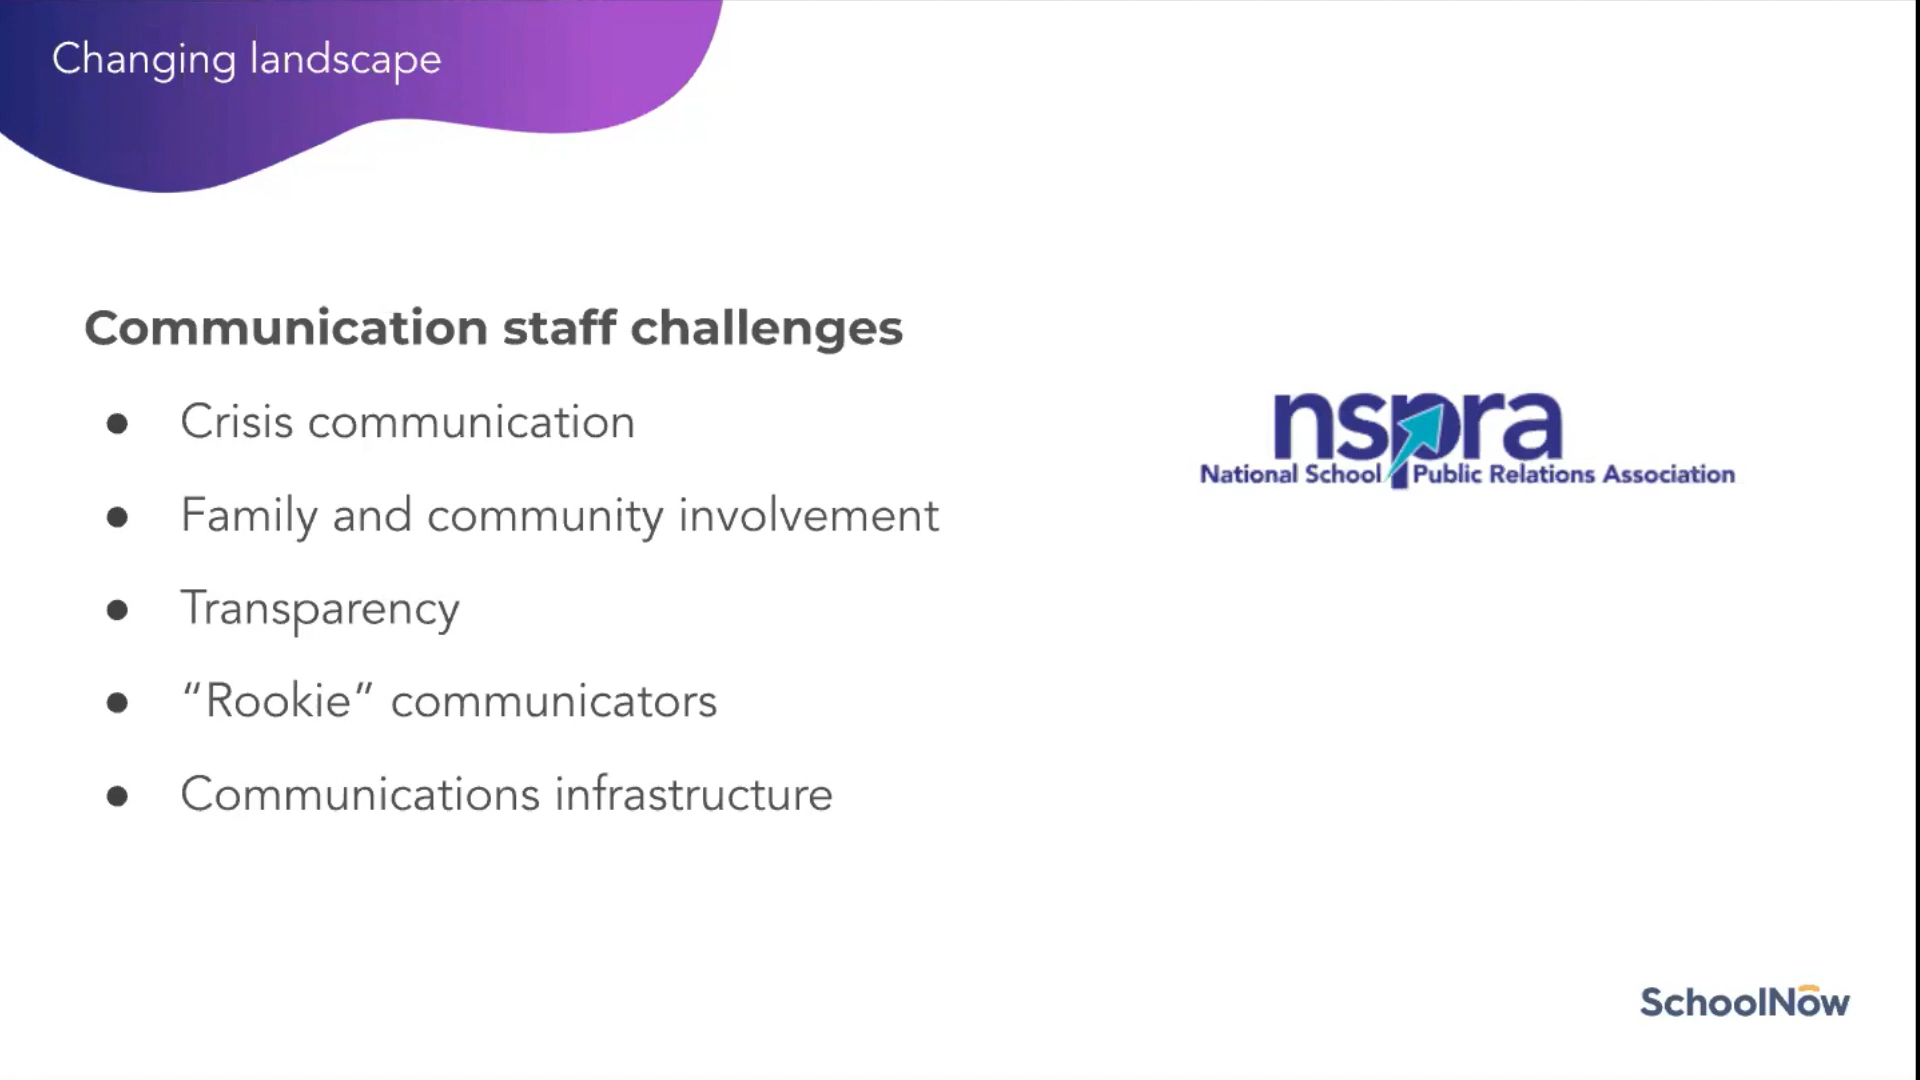 Changing landscape
Communication staff challenges
● Crisis communication
● Family and community involvement
● Transparency
● “Rookie” communicators
● Communications infrastructure
nspra
National School Public Relations Association
SchoolNow